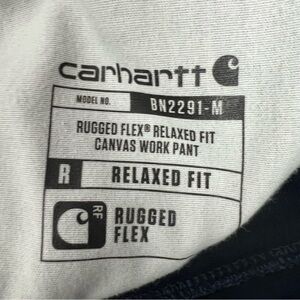 carhartt
MODEL NO. BN2291-M
RUGGED FLEX® RELAXED FIT
CANVAS WORK PANT
R RELAXED FIT
RF RUGGED
FLEX